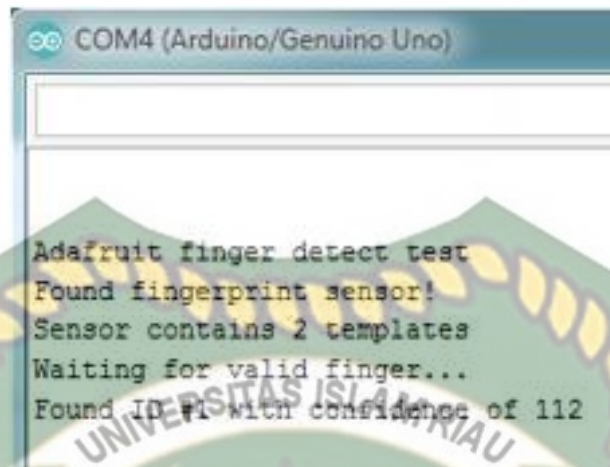 COM4 (Arduino/Genuino Uno)
Adafruit finger detect test
Found fingerprint sensor!
Sensor contains 2 templates
Waiting for valid finger...
Found ID #1 with confidence of 112
UNIVERSITAS ISLAM RIAU